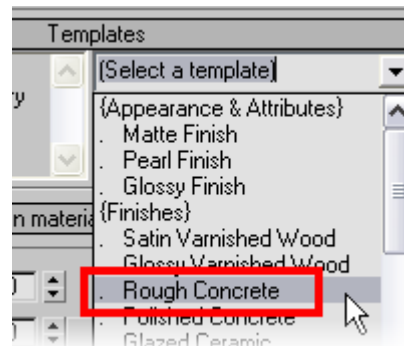 Templates
(Select a template)
y
{Appearance & Attributes}
. Matte Finish
. Pearl Finish
. Glossy Finish
n materia
{Finishes}
. Satin Varnished Wood
. Glossy Varnished Wood
. Rough Concrete
. Polished Concrete
. Glazed Ceramic